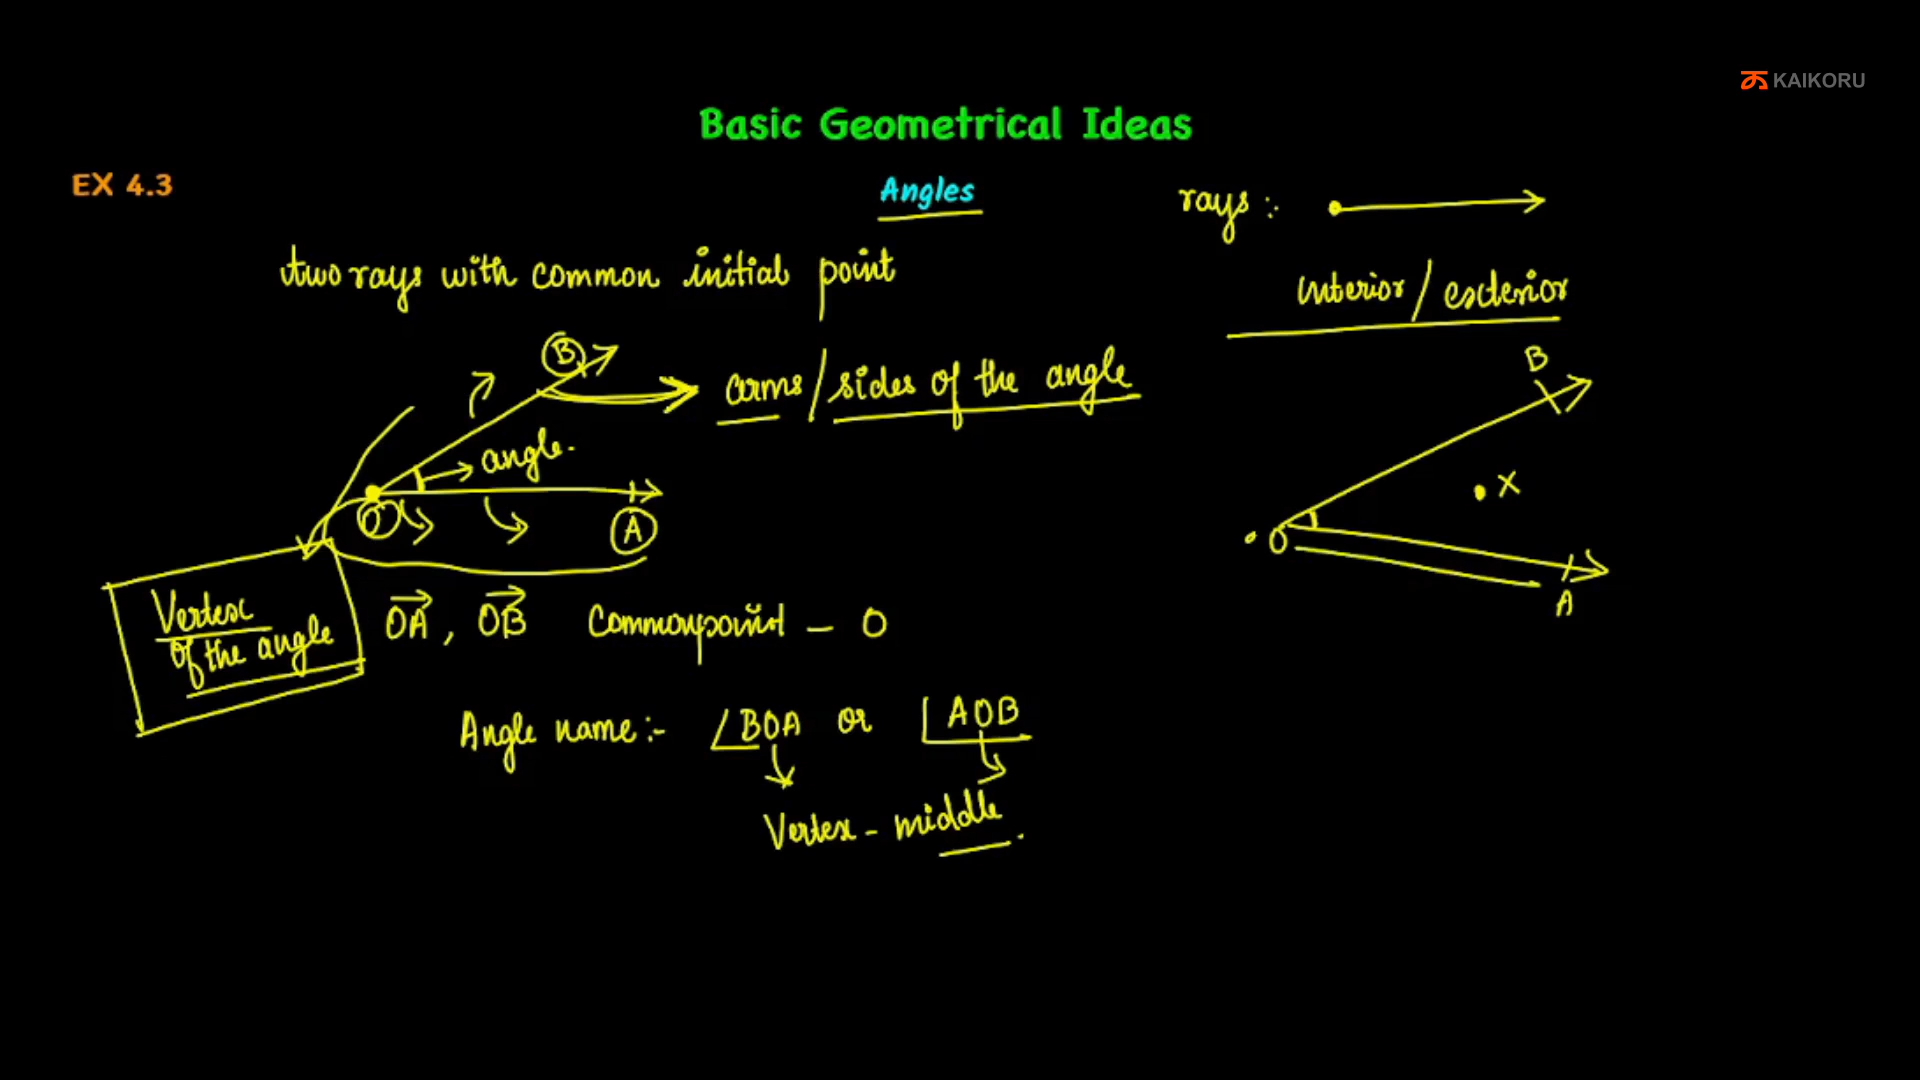 KAIKORU
Basic Geometrical Ideas
EX 4.3
Angles
rays :-
two rays with common initial point
interior / exterior
B
arms / sides of the angle
angle.
O
A
B
X
O
A
Vertex
of the angle
OA, OB Common point - O
Angle name :- ∠BOA or ∠AOB
Vertex - middle.